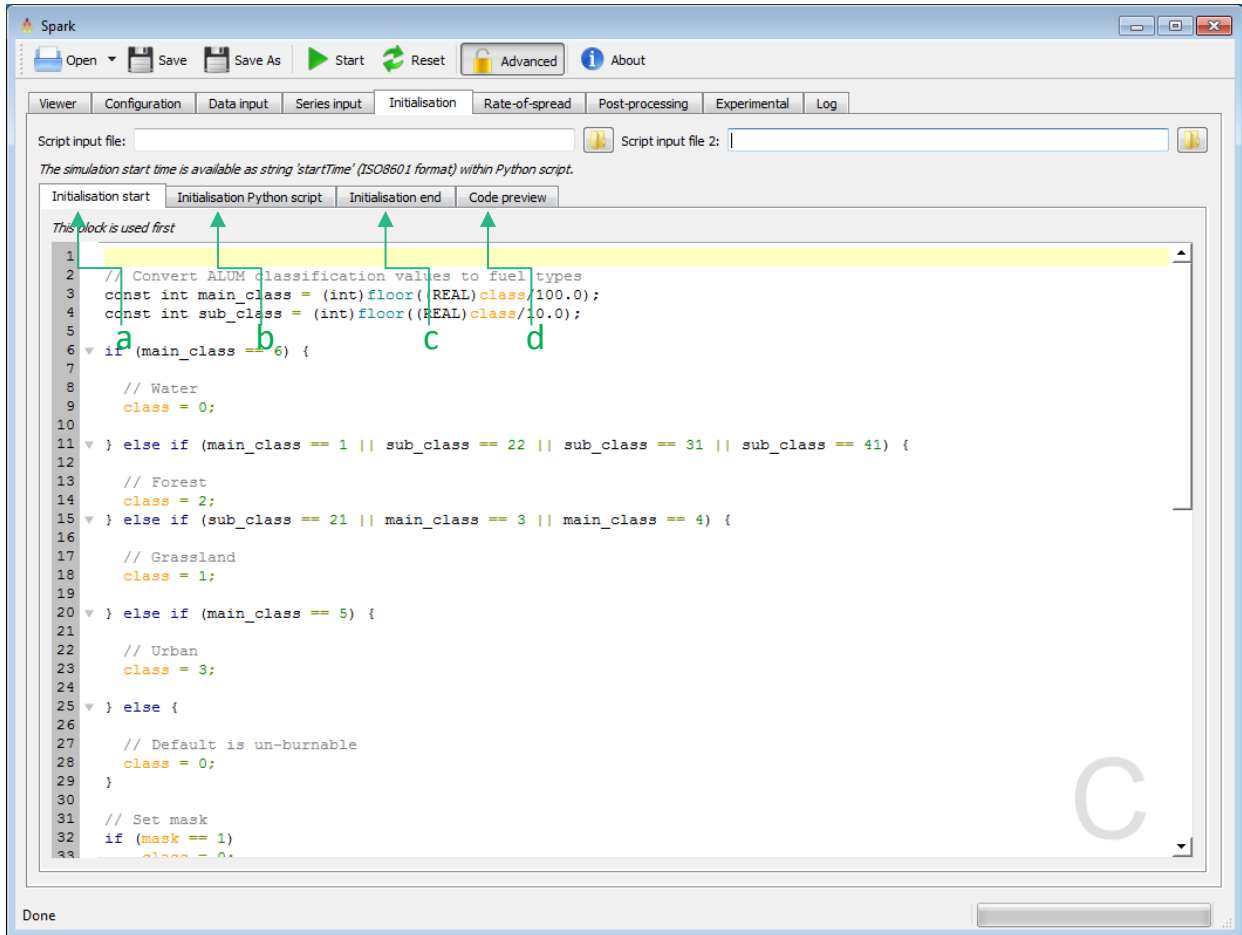 Spark
Open Save Save As Start Reset Advanced About
Viewer Configuration Data input Series input Initialisation Rate-of-spread Post-processing Experimental Log
Script input file: Script input file 2:
The simulation start time is available as string 'startTime' (ISO8601 format) within Python script.
Initialisation start Initialisation Python script Initialisation end Code preview
This block is used first
1
2 // Convert ALUM classification values to fuel types
3 const int main_class = (int)floor((REAL)class/100.0);
4 const int sub_class = (int)floor((REAL)class/10.0);
5
a b c d
6 if (main_class == 6) {
7
8 // Water
9 class = 0;
10
11 } else if (main_class == 1 || sub_class == 22 || sub_class == 31 || sub_class == 41) {
12
13 // Forest
14 class = 2;
15 } else if (sub_class == 21 || main_class == 3 || main_class == 4) {
16
17 // Grassland
18 class = 1;
19
20 } else if (main_class == 5) {
21
22 // Urban
23 class = 3;
24
25 } else {
26
27 // Default is un-burnable
28 class = 0;
29 }
30
31 // Set mask
32 if (mask == 1)
33 class = 0;
C
Done